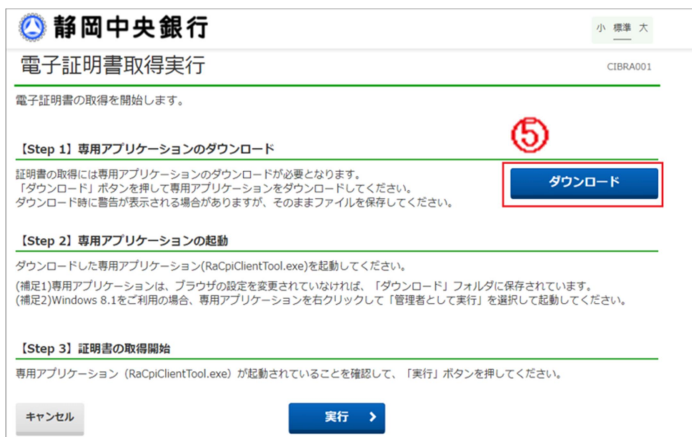 静岡中央銀行
小 標準 大
電子証明書取得実行
CIBRA001
電子証明書の取得を開始します。
⑤
【Step 1】専用アプリケーションのダウンロード
証明書の取得には専用アプリケーションのダウンロードが必要となります。
「ダウンロード」ボタンを押して専用アプリケーションをダウンロードしてください。
ダウンロード時に警告が表示される場合がありますが、そのままファイルを保存してください。
ダウンロード
【Step 2】専用アプリケーションの起動
ダウンロードした専用アプリケーション(RaCpiClientTool.exe)を起動してください。
(補足1)専用アプリケーションは、ブラウザの設定を変更されていなければ、「ダウンロード」フォルダに保存されています。
(補足2)Windows 8.1をご利用の場合、専用アプリケーションを右クリックして「管理者として実行」を選択して起動してください。
【Step 3】証明書の取得開始
専用アプリケーション（RaCpiClientTool.exe）が起動されていることを確認して、「実行」ボタンを押してください。
キャンセル
実行